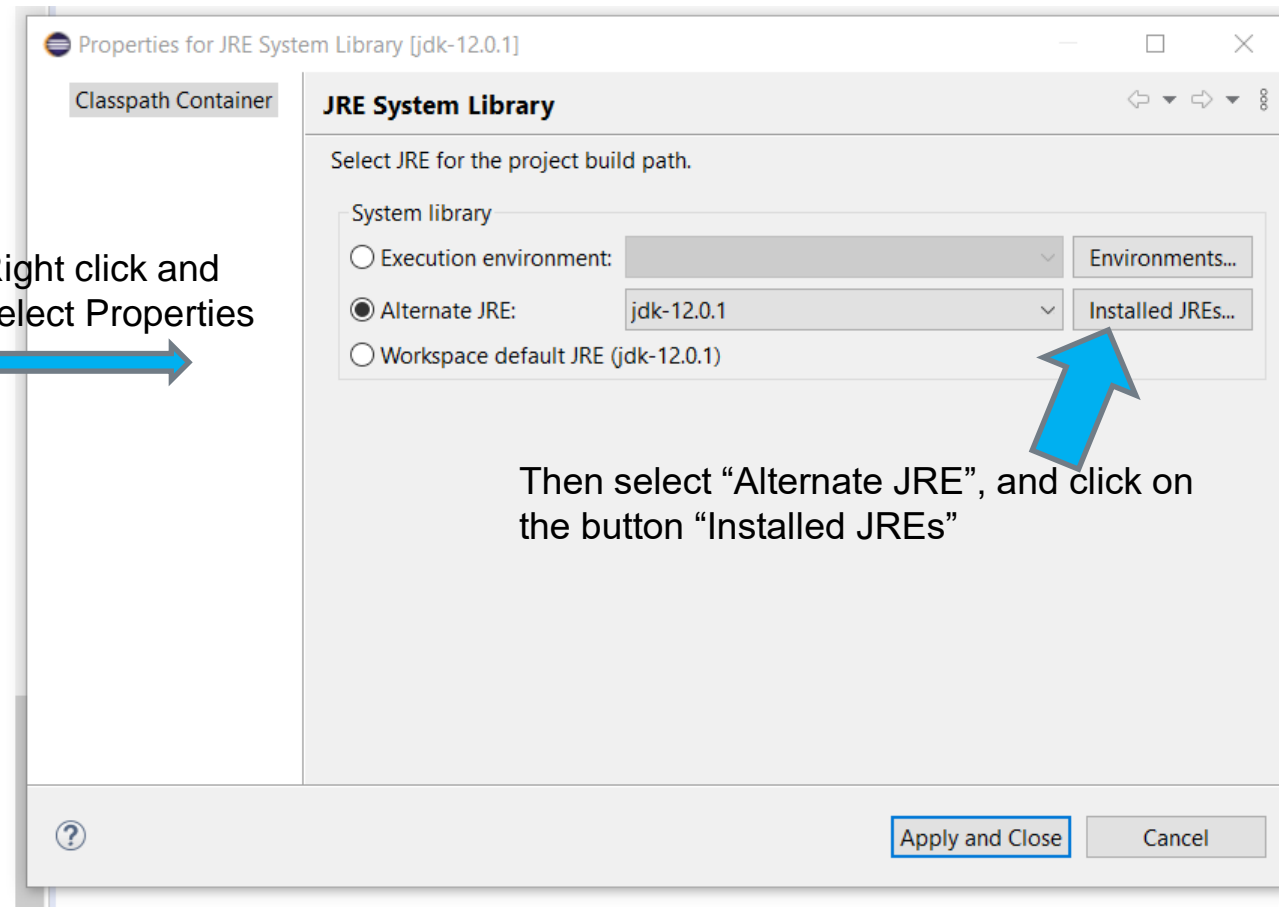 Properties for JRE System Library [jdk-12.0.1]
Classpath Container
JRE System Library
Select JRE for the project build path.
System library
Execution environment:
Environments...
Alternate JRE:
jdk-12.0.1
Installed JREs...
Workspace default JRE (jdk-12.0.1)
ight click and
elect Properties
Then select “Alternate JRE”, and click on
the button “Installed JREs”
?
Apply and Close
Cancel